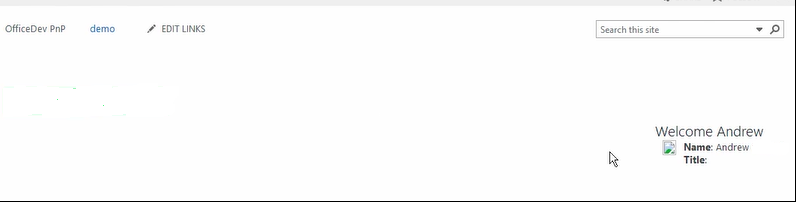 OfficeDev PnP demo EDIT LINKS Search this site
Welcome Andrew
Name: Andrew
Title: